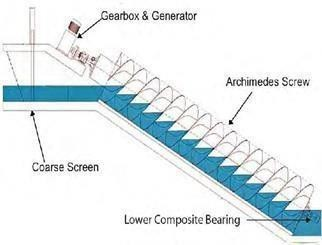 Gearbox & Generator
Archimedes Screw
Coarse Screen
Lower Composite Bearing